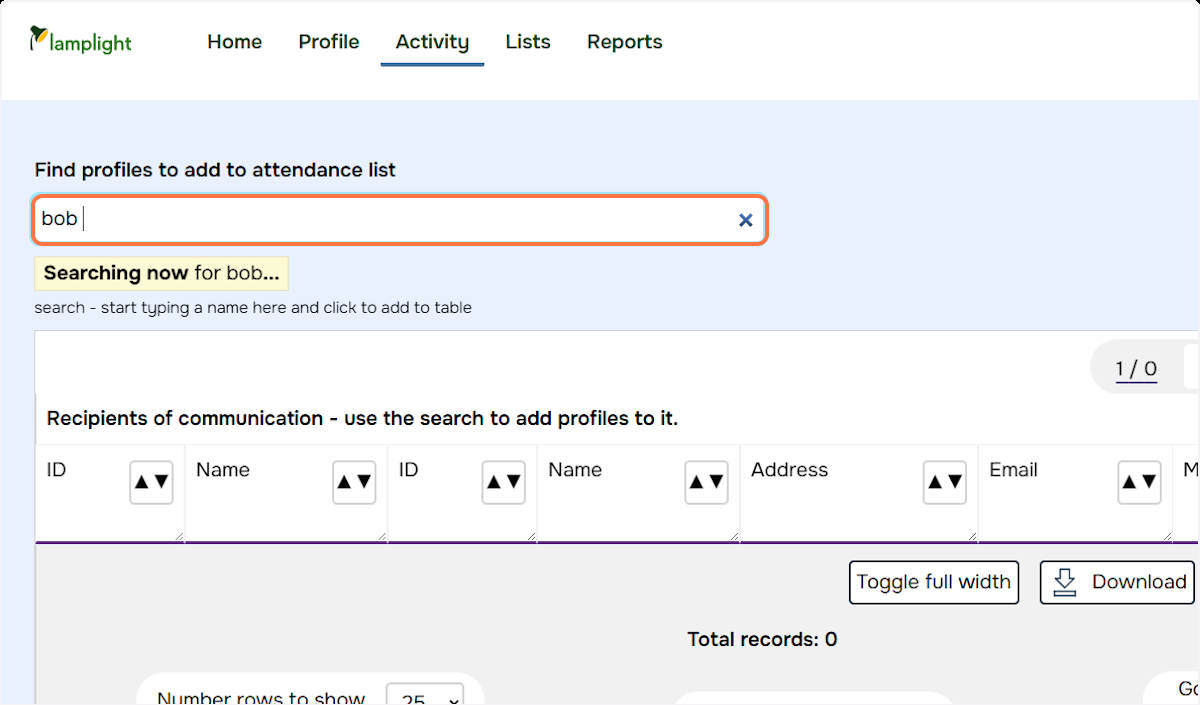 lamplight
Home Profile Activity Lists Reports
Find profiles to add to attendance list
bob
Searching now for bob...
search - start typing a name here and click to add to table
1 / 0
Recipients of communication - use the search to add profiles to it.
ID ▲▼ Name ▲▼ ID ▲▼ Name ▲▼ Address ▲▼ Email ▲▼ M
Toggle full width Download
Total records: 0
Number rows to show 25
Go